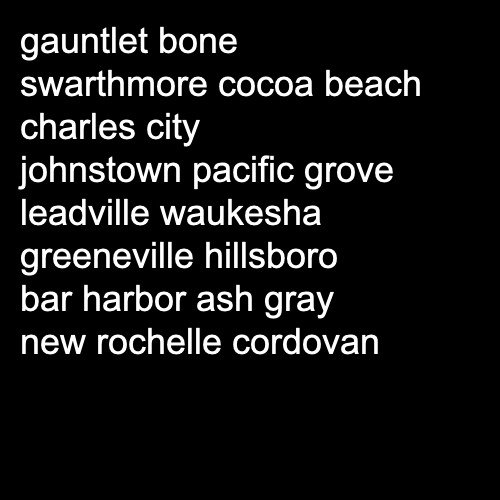 gauntlet bone
swarthmore cocoa beach
charles city
johnstown pacific grove
leadville waukesha
greeneville hillsboro
bar harbor ash gray
new rochelle cordovan